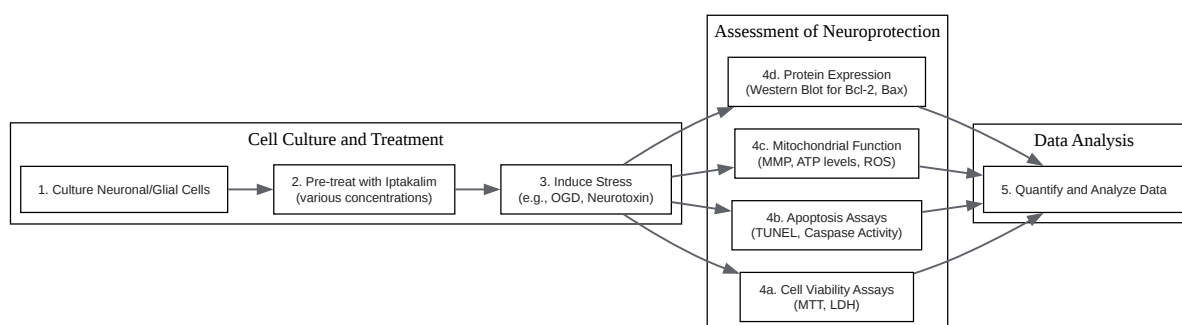 Cell Culture and Treatment
1. Culture Neuronal/Glial Cells
2. Pre-treat with Iptakalim
(various concentrations)
3. Induce Stress
(e.g., OGD, Neurotoxin)
Assessment of Neuroprotection
4d. Protein Expression
(Western Blot for Bcl-2, Bax)
4c. Mitochondrial Function
(MMP, ATP levels, ROS)
4b. Apoptosis Assays
(TUNEL, Caspase Activity)
4a. Cell Viability Assays
(MTT, LDH)
Data Analysis
5. Quantify and Analyze Data